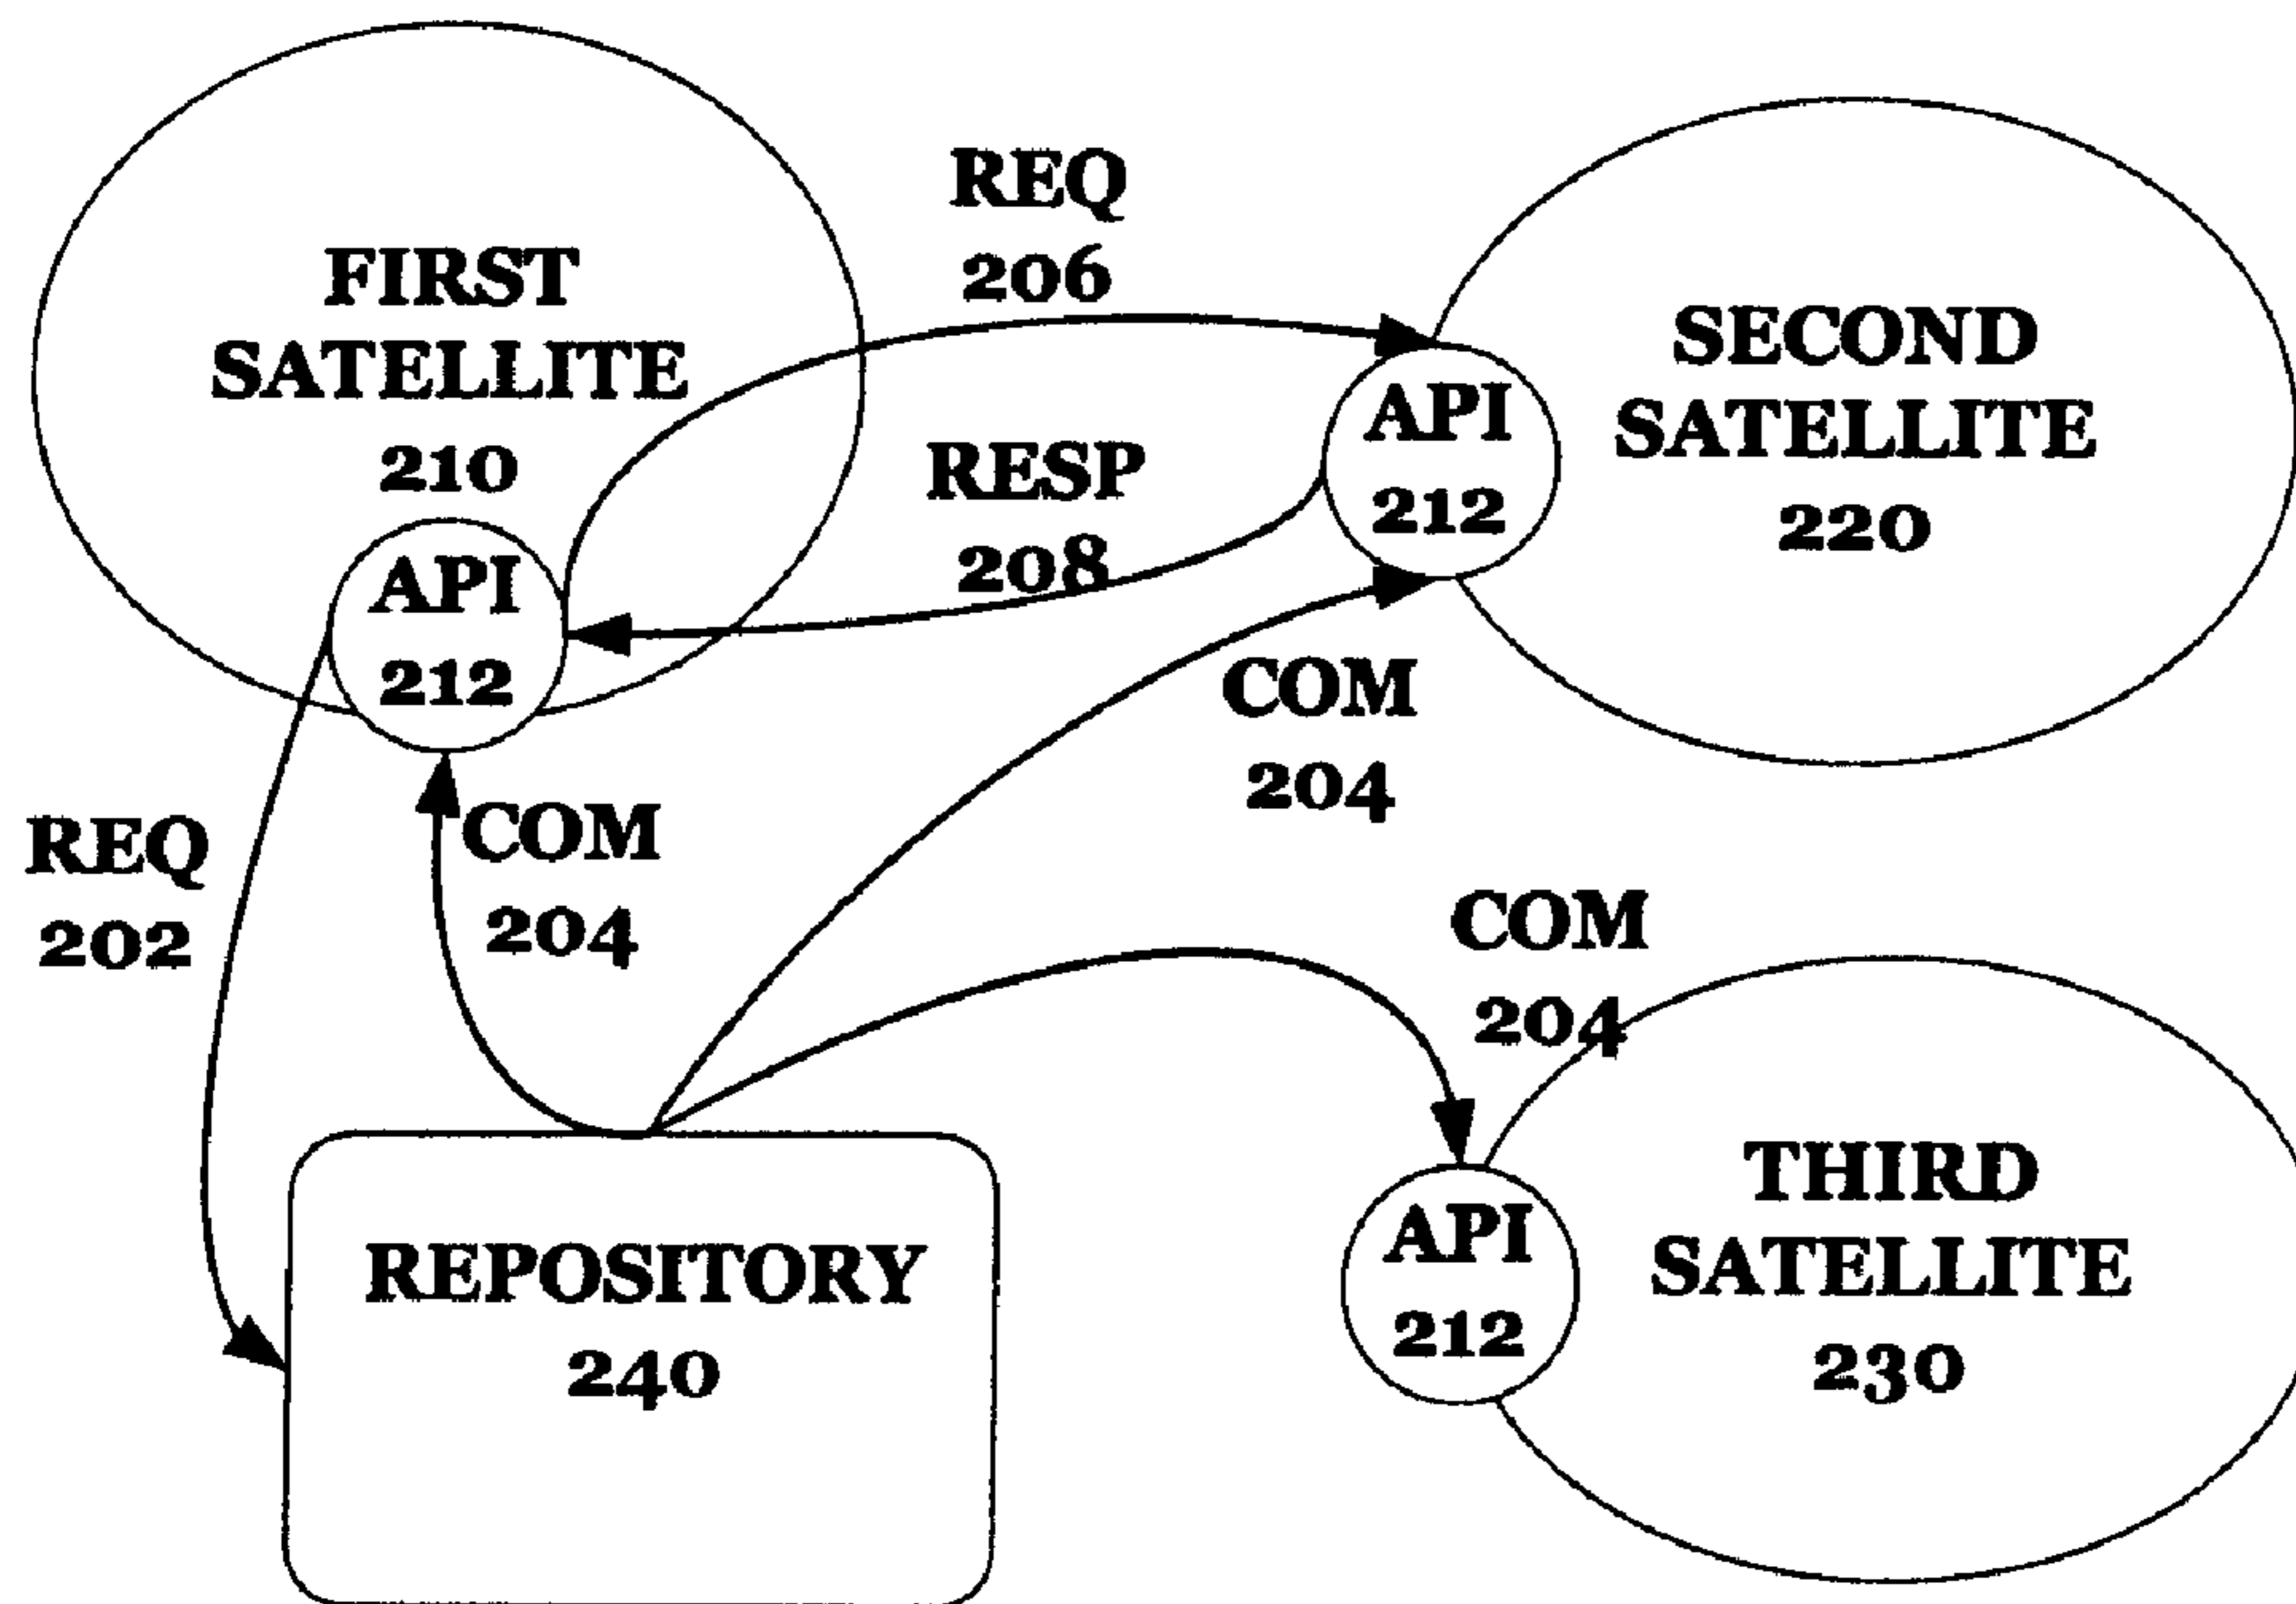 FIRST
SATELLITE
210
API
212
REQ
206
RESP
208
API
212
SECOND
SATELLITE
220
REQ
202
COM
204
COM
204
COM
204
REPOSITORY
240
API
212
THIRD
SATELLITE
230